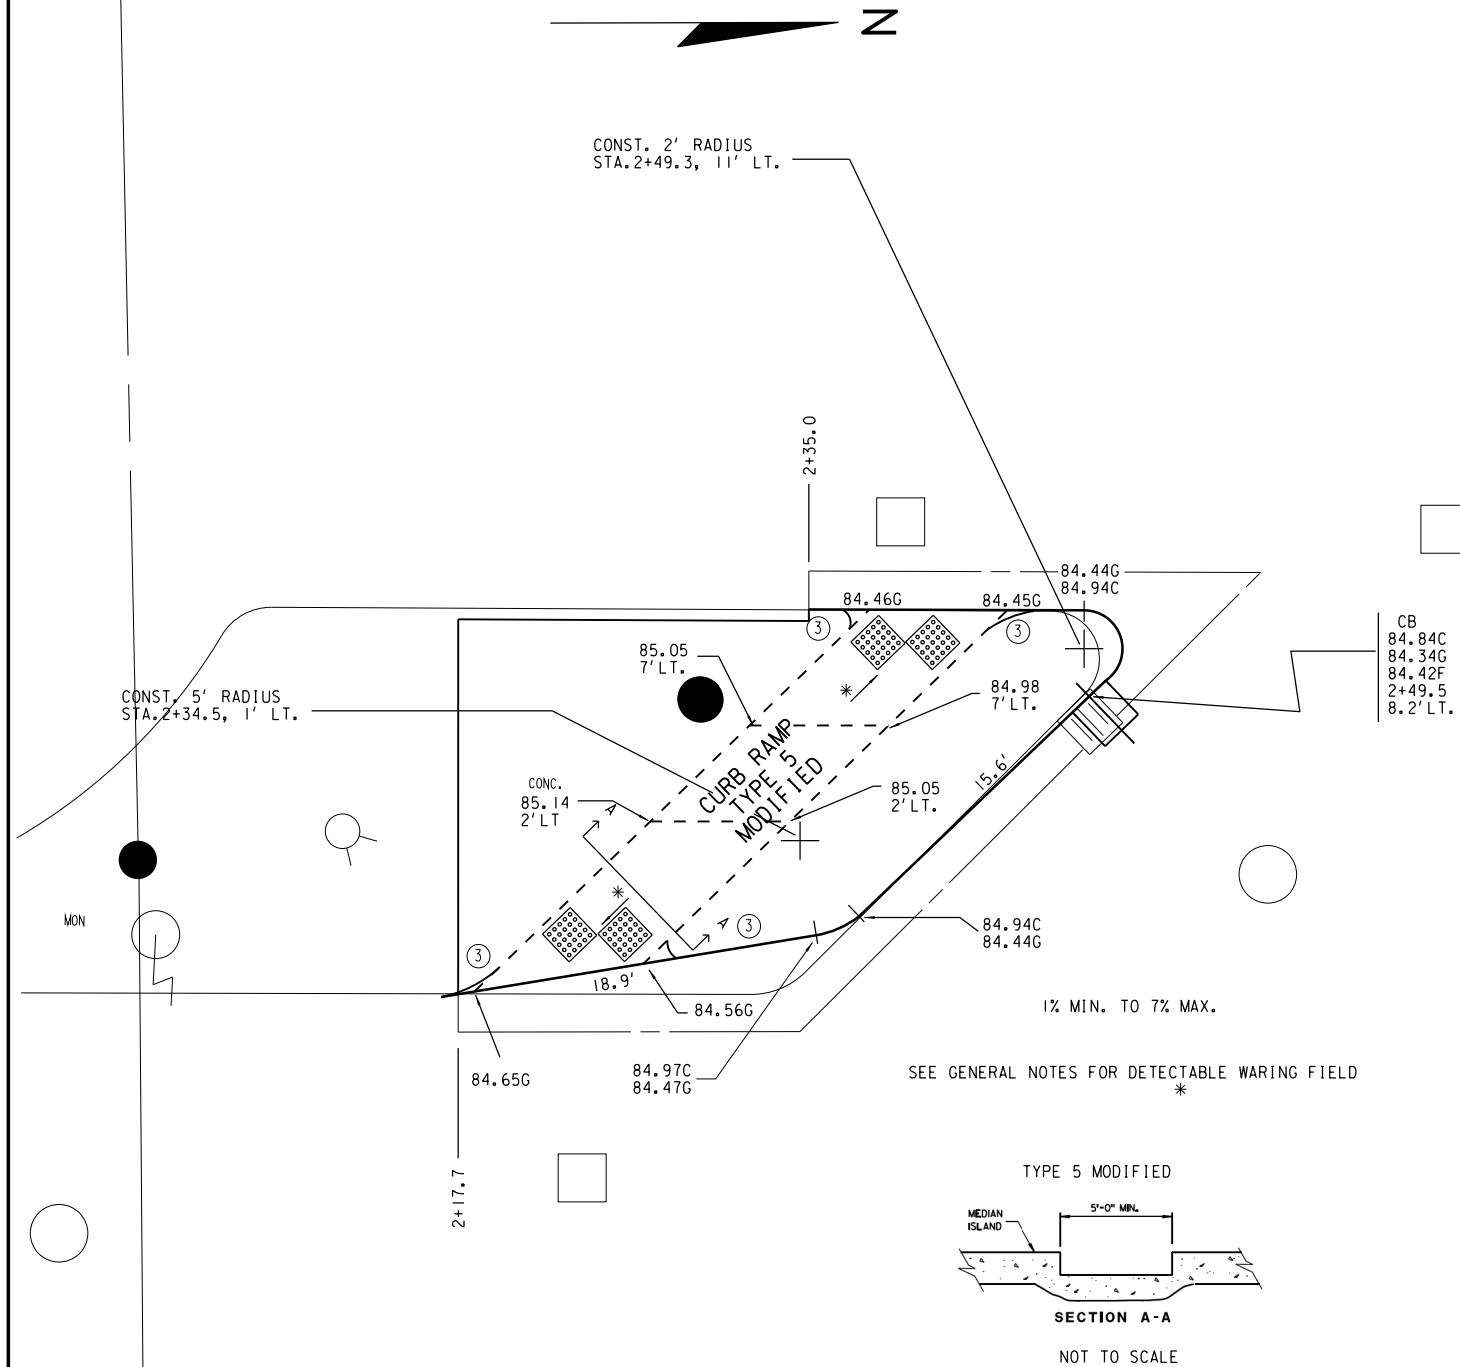 N
CONST. 2' RADIUS
STA.2+49.3, 11' LT.
2+35.0
84.44G
84.94C
84.46G
84.45G
3
3
CB
84.84C
84.34G
84.42F
2+49.5
8.2'LT.
85.05
7'LT.
84.98
7'LT.
CONST. 5' RADIUS
STA.2+34.5, 1' LT.
CURB RAMP
TYPE 5
MODIFIED
15.6'
CONC.
85.14
2'LT
A
85.05
2'LT.
*
*
MON
A
3
3
84.94C
84.44G
18.9'
84.56G
84.65G
84.97C
84.47G
1% MIN. TO 7% MAX.
SEE GENERAL NOTES FOR DETECTABLE WARING FIELD
*
2+17.7
TYPE 5 MODIFIED
MEDIAN
ISLAND
5'-0" MIN.
SECTION A-A
NOT TO SCALE